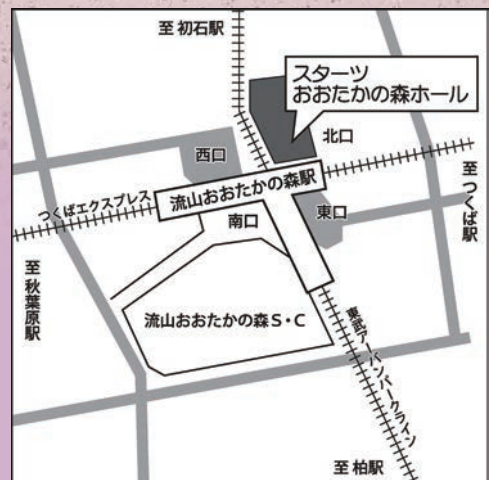 至 初石駅
スターツ
おおたかの森ホール
北口
西口
至 つくば駅
つくばエクスプレス
流山おおたかの森駅
東口
南口
至 秋葉原駅
流山おおたかの森S・C
東武アーバンパークライン
至 柏駅